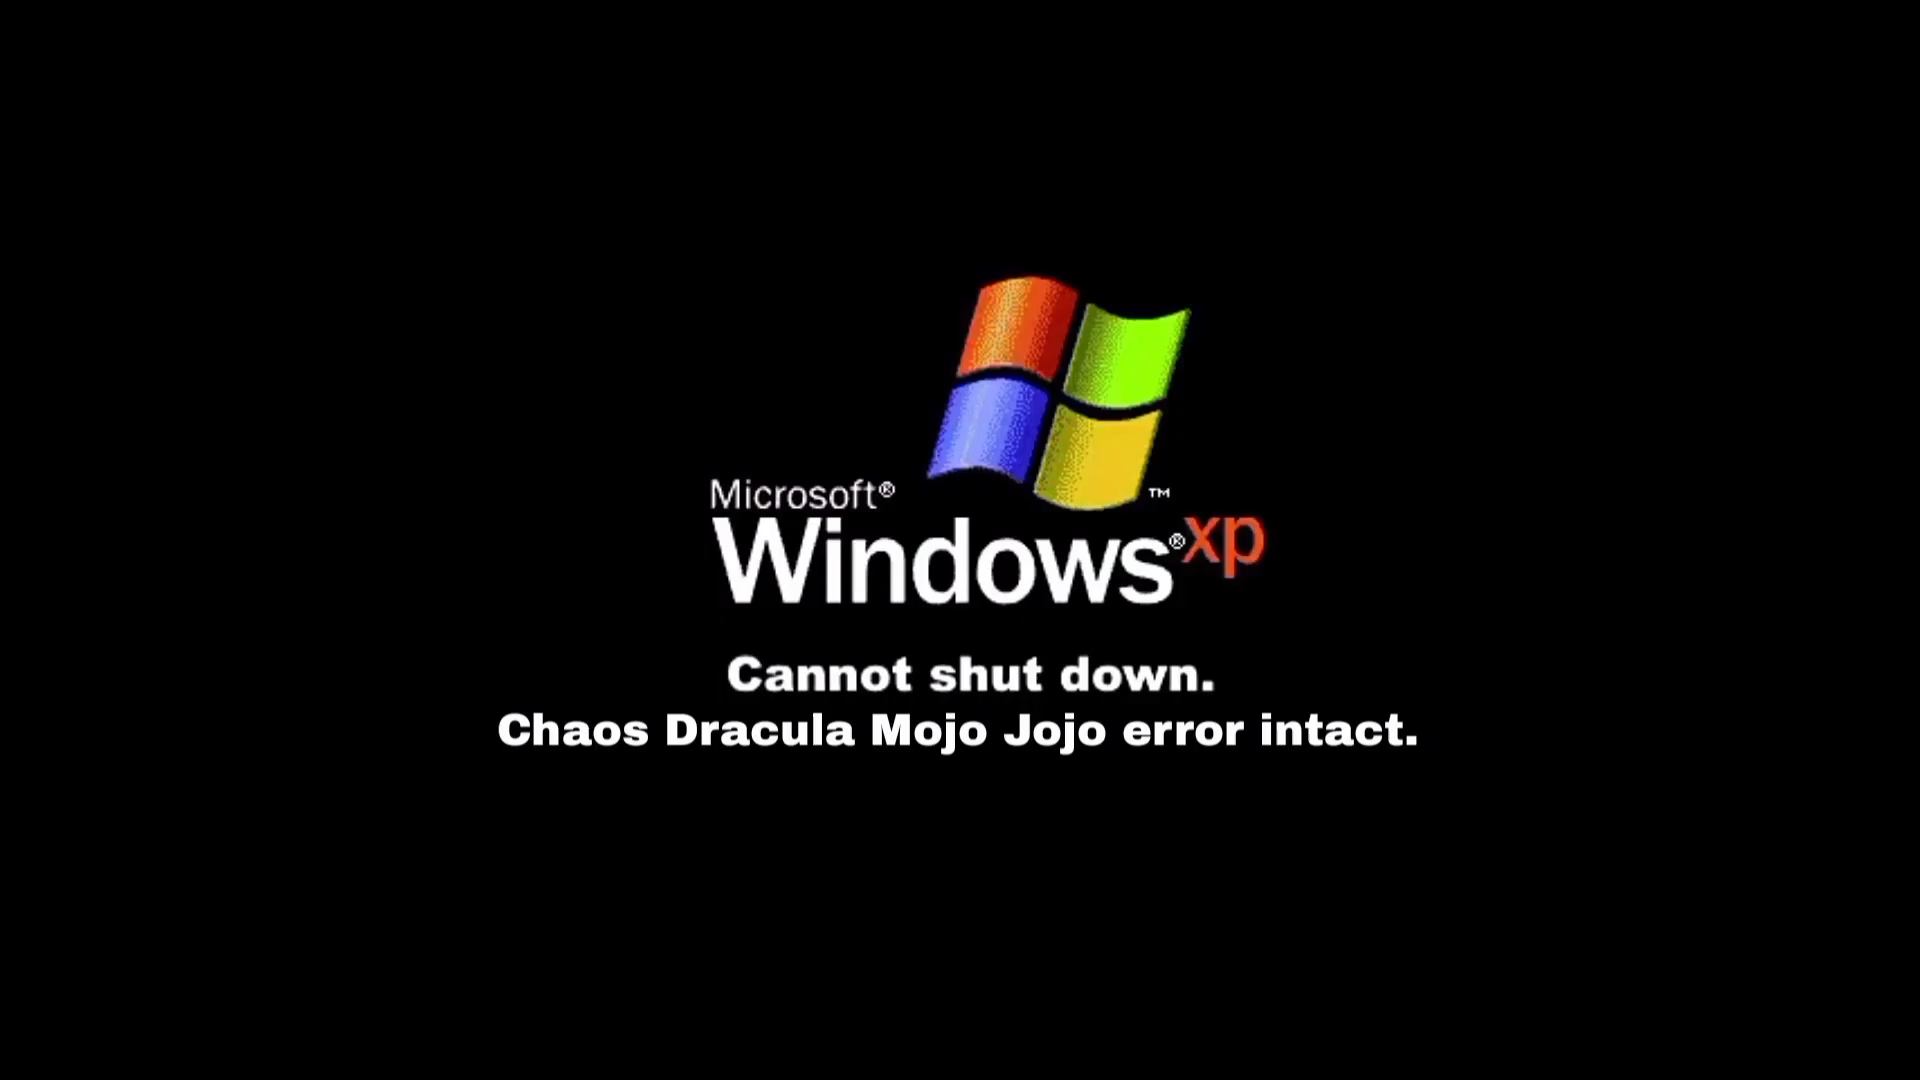 Microsoft®
Windows® xp
™
Cannot shut down.
Chaos Dracula Mojo Jojo error intact.